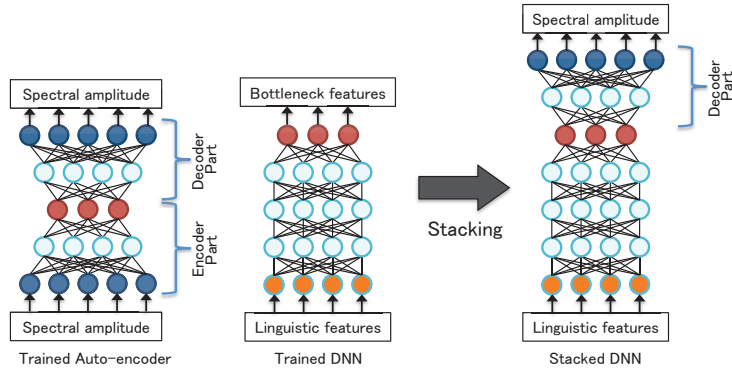 Spectral amplitude
Decoder
Part
Encoder
Part
Spectral amplitude
Trained Auto-encoder
Bottleneck features
Linguistic features
Trained DNN
Stacking
Spectral amplitude
Decoder
Part
Linguistic features
Stacked DNN